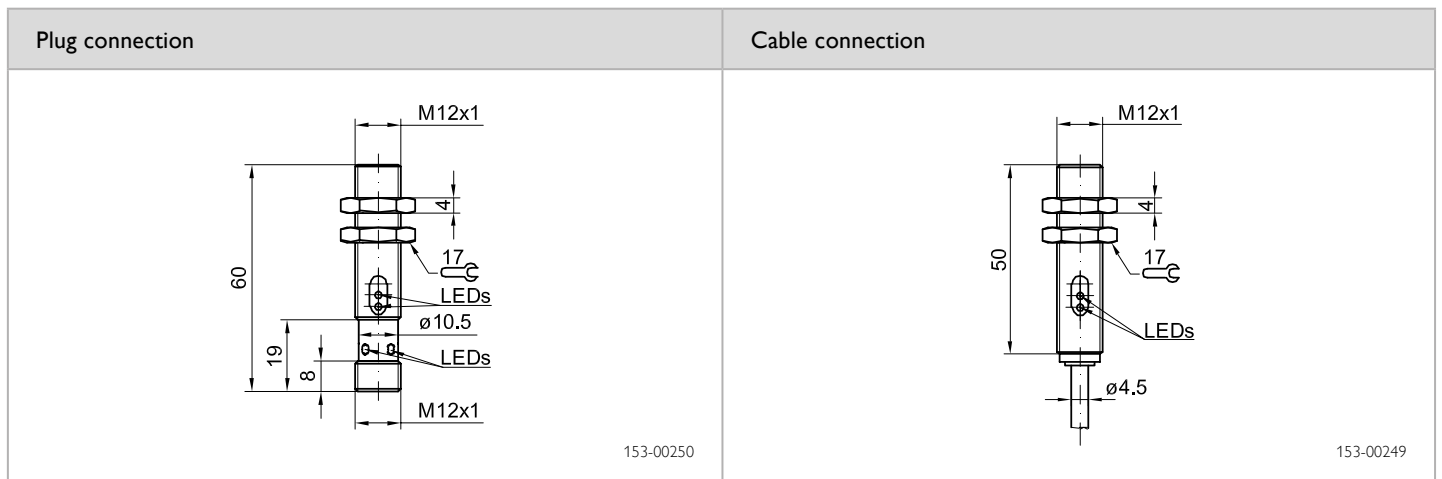 Plug connection
Cable connection
M12x1
4
60
17
LEDs
ø10.5
19
LEDs
8
M12x1
153-00250
M12x1
4
50
17
LEDs
ø4.5
153-00249